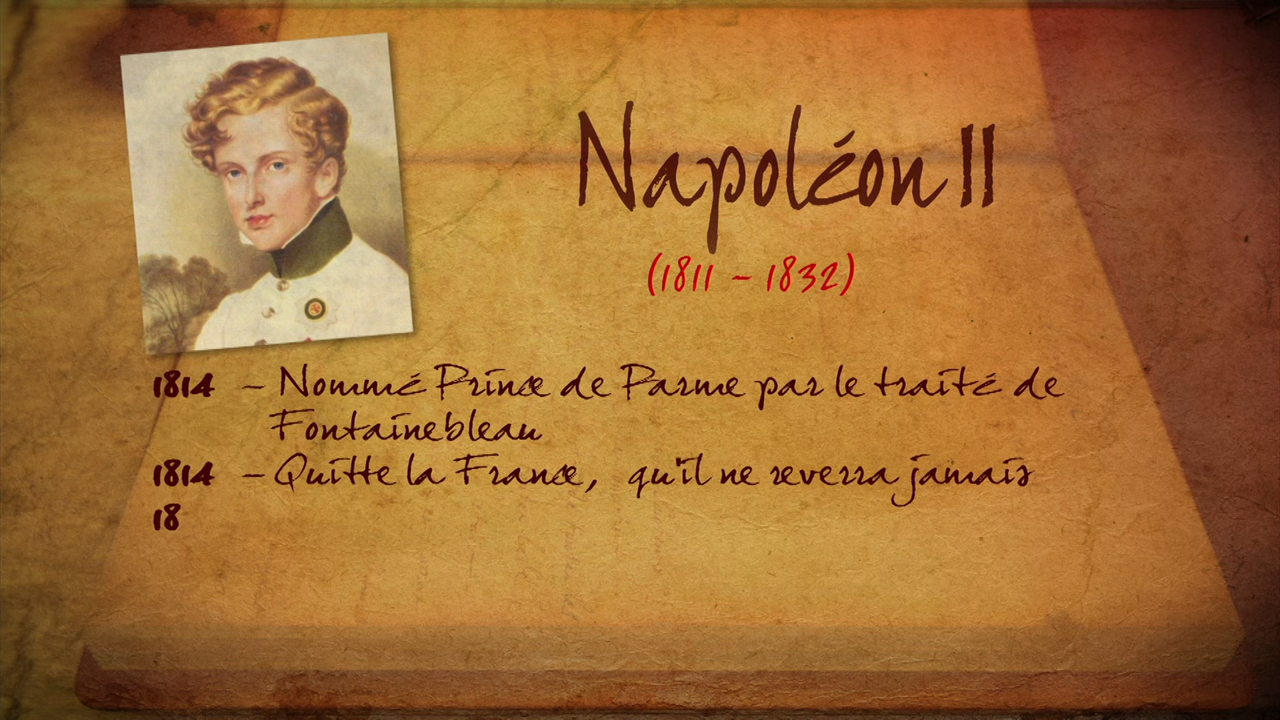 Napoléon II
(1811 – 1832)
1814 – Nommé Prince de Parme par le traité de
Fontainebleau
1814 – Quitte la France, qu'il ne reverra jamais
18